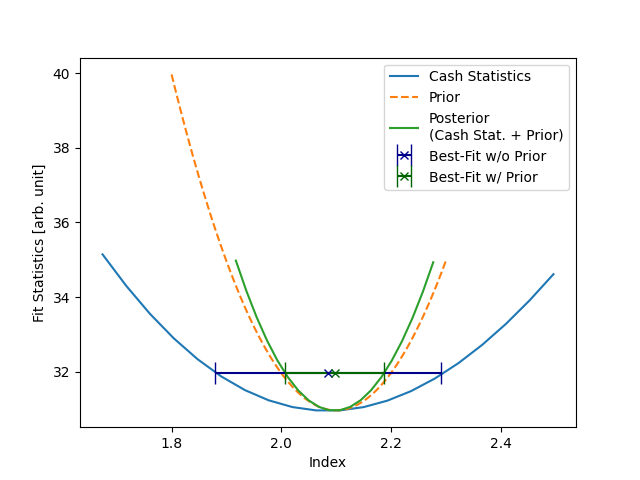 40
38
36
34
32
1.8
2.0
2.2
2.4
Fit Statistics [arb. unit]
Index
Cash Statistics
Prior
Posterior
(Cash Stat. + Prior)
Best-Fit w/o Prior
Best-Fit w/ Prior